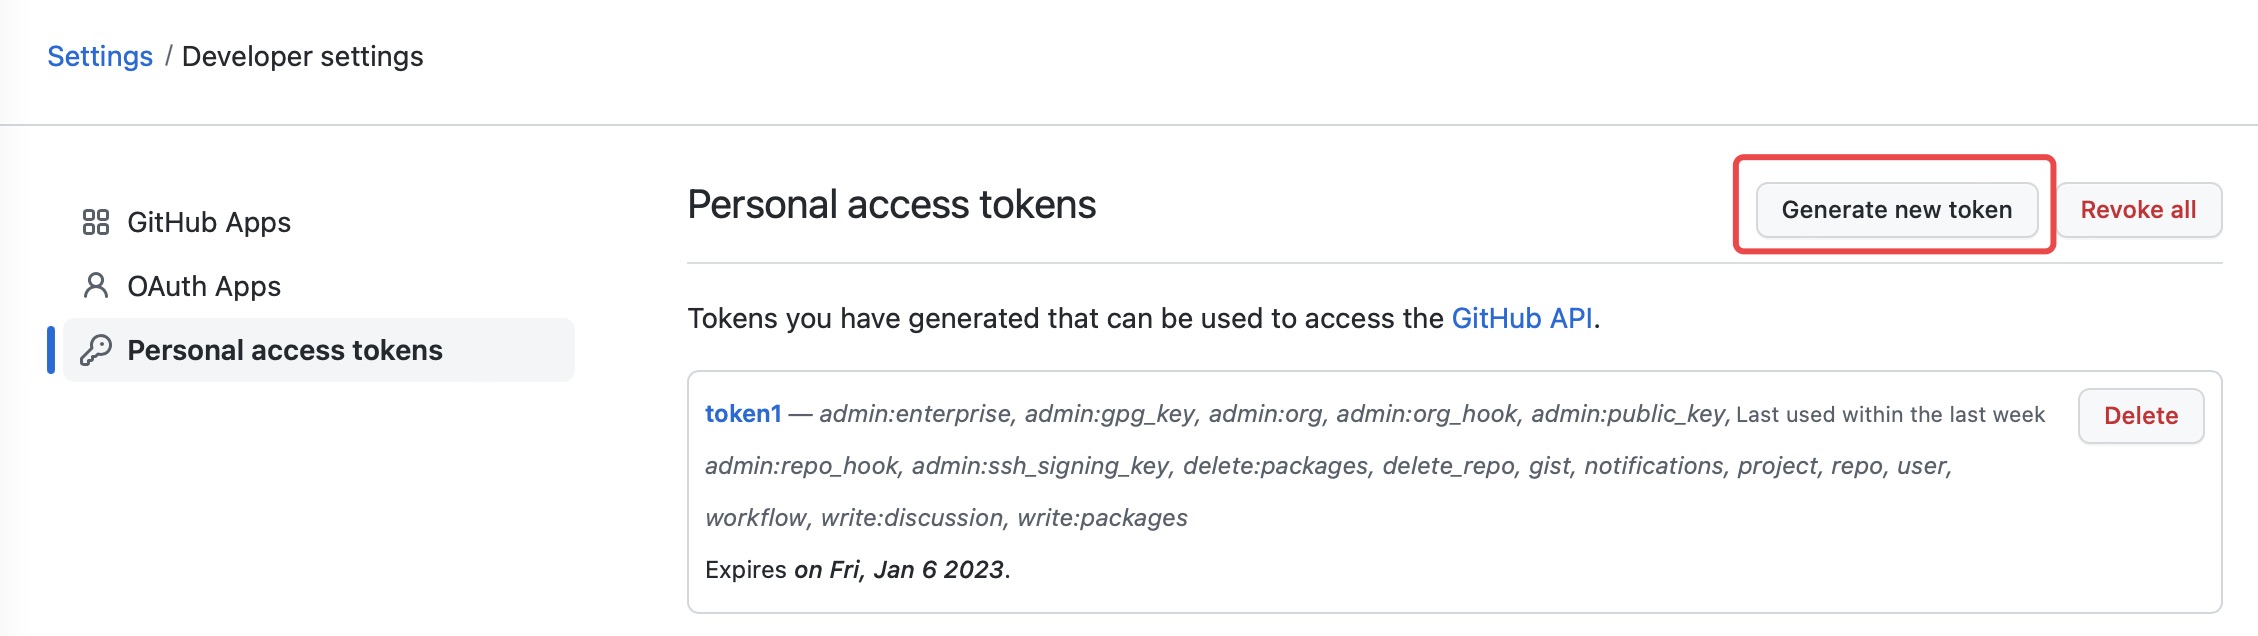 Settings / Developer settings
GitHub Apps
OAuth Apps
Personal access tokens
Personal access tokens
Generate new token
Revoke all
Tokens you have generated that can be used to access the GitHub API.
token1 — admin:enterprise, admin:gpg_key, admin:org, admin:org_hook, admin:public_key, Last used within the last week
Delete
admin:repo_hook, admin:ssh_signing_key, delete:packages, delete_repo, gist, notifications, project, repo, user,
workflow, write:discussion, write:packages
Expires on Fri, Jan 6 2023.